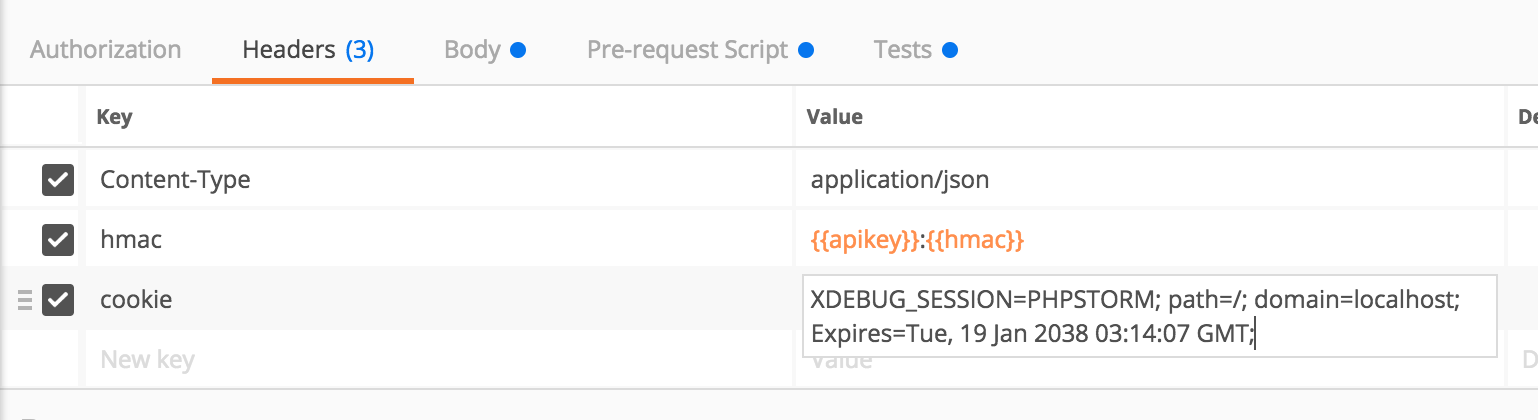 Authorization Headers (3) Body Pre-request Script Tests
Key Value De
Content-Type application/json
hmac {{apikey}}:{{hmac}}
cookie XDEBUG_SESSION=PHPSTORM; path=/; domain=localhost;
Expires=Tue, 19 Jan 2038 03:14:07 GMT;
New key Value D